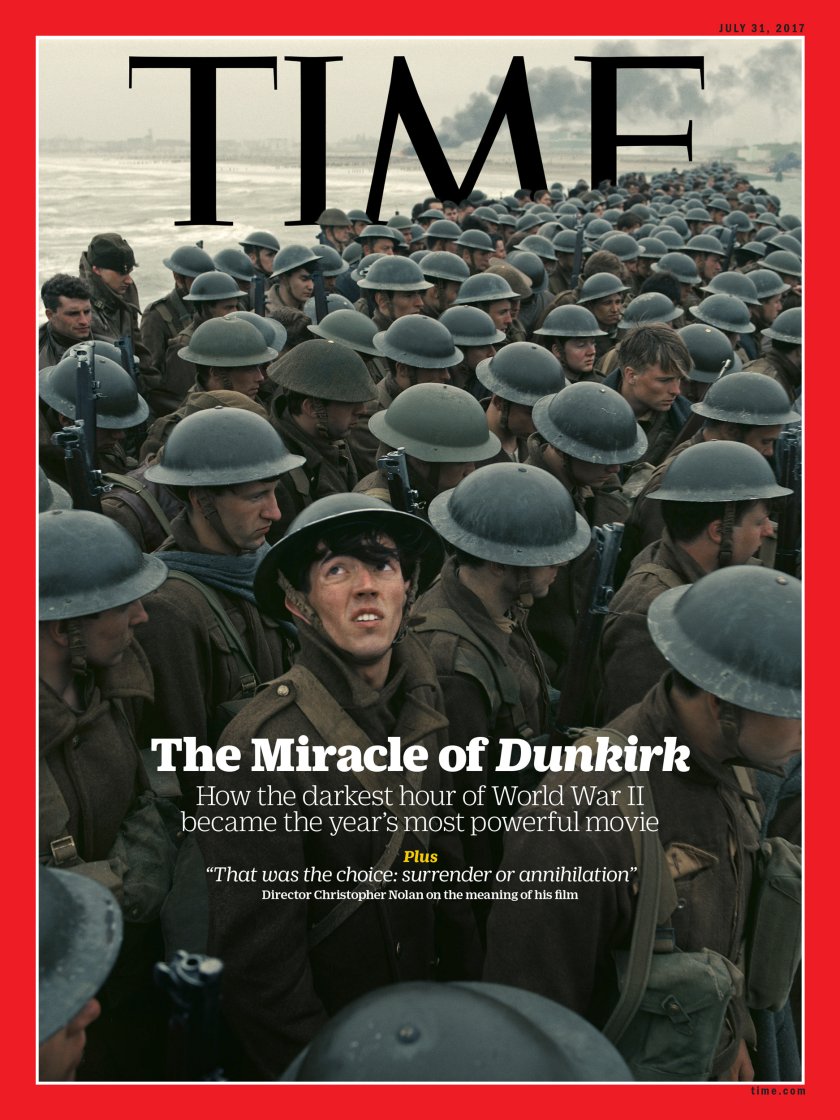 JULY 31, 2017
TIME
The Miracle of Dunkirk
How the darkest hour of World War II
became the year’s most powerful movie
Plus
“That was the choice: surrender or annihilation”
Director Christopher Nolan on the meaning of his film
time.com